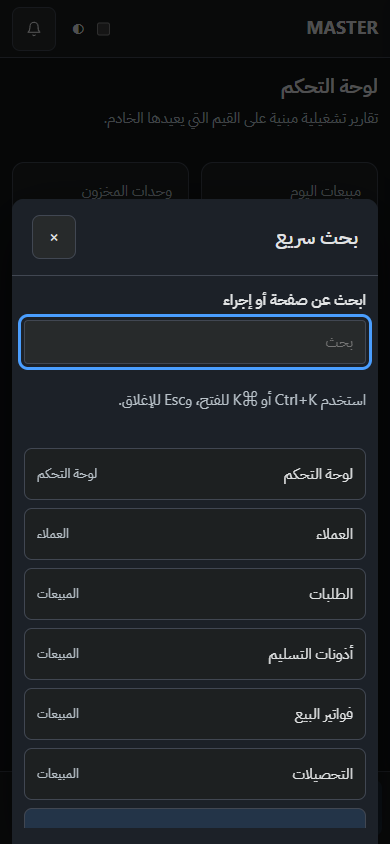 MASTER
لوحة التحكم
تقارير تشغيلية مبنية على القيم التي يعيدها الخادم.
مبيعات اليوم
وحدات المخزون
بحث سريع
×
ابحث عن صفحة أو إجراء
بحث
استخدم Ctrl+K أو ⌘K للفتح، وEsc للإغلاق.
لوحة التحكم
لوحة التحكم
العملاء
العملاء
الطلبات
المبيعات
أذونات التسليم
المبيعات
فواتير البيع
المبيعات
التحصيلات
المبيعات